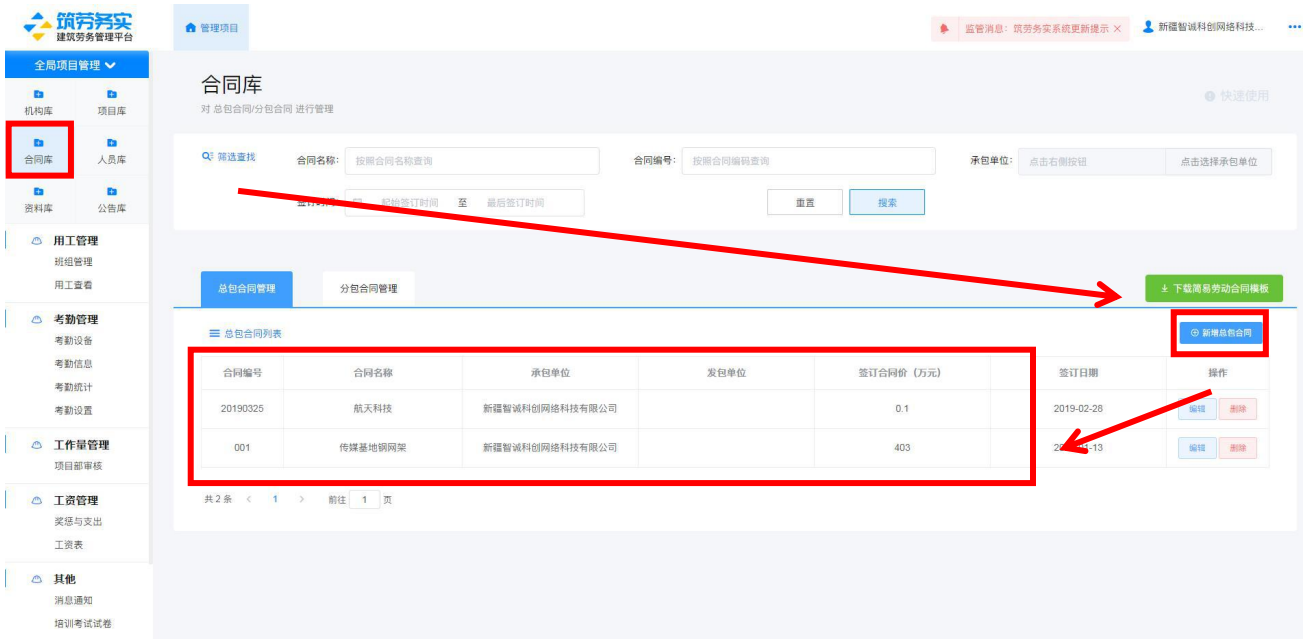 筑劳务实
建筑劳务管理平台
管理项目
监管消息：筑劳务实系统更新提示 ×
新疆智诚科创网络科技...
全局项目管理
机构库 项目库
合同库 人员库
资料库 公告库
用工管理
班组管理
用工查看
考勤管理
考勤设备
考勤信息
考勤统计
考勤设置
工作量管理
项目部审核
工资管理
奖惩与支出
工资表
其他
消息通知
培训考试试卷
合同库
对 总包合同/分包合同 进行管理
快速使用
筛选查找
合同名称： 按照合同名称查询
合同编号： 按照合同编码查询
承包单位： 点击右侧按钮 点击选择承包单位
起始签订时间 至 最后签订时间
重置 搜索
总包合同管理 分包合同管理
下载简易劳动合同模板
总包合同列表
新增总包合同
合同编号 合同名称 承包单位 发包单位 签订合同价（万元） 签订日期 操作
20190325 航天科技 新疆智诚科创网络科技有限公司 0.1 2019-02-28 编辑 删除
001 传媒基地钢网架 新疆智诚科创网络科技有限公司 403 编辑 删除
共 2 条 < 1 > 前往 1 页